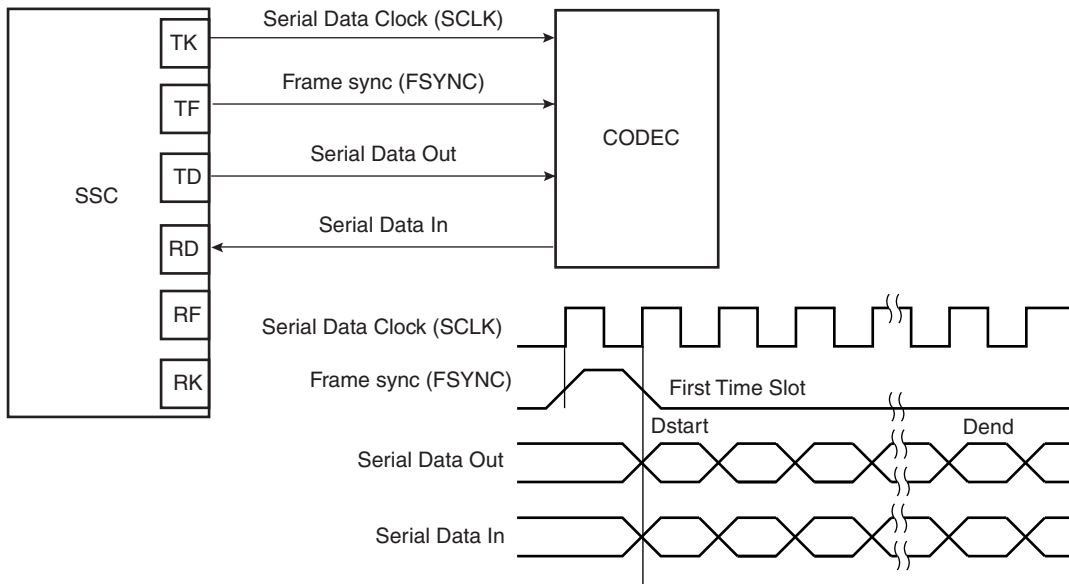 SSC
TK
TF
TD
RD
RF
RK
Serial Data Clock (SCLK)
Frame sync (FSYNC)
Serial Data Out
Serial Data In
CODEC
Serial Data Clock (SCLK)
Frame sync (FSYNC)
First Time Slot
Dstart
Dend
Serial Data Out
Serial Data In